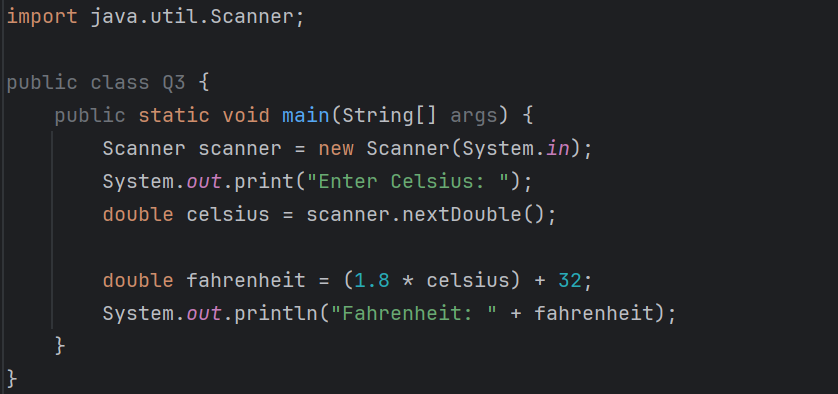 import java.util.Scanner;
public class Q3 {
public static void main(String[] args) {
Scanner scanner = new Scanner(System.in);
System.out.print("Enter Celsius: ");
double celsius = scanner.nextDouble();
double fahrenheit = (1.8 * celsius) + 32;
System.out.println("Fahrenheit: " + fahrenheit);
}
}